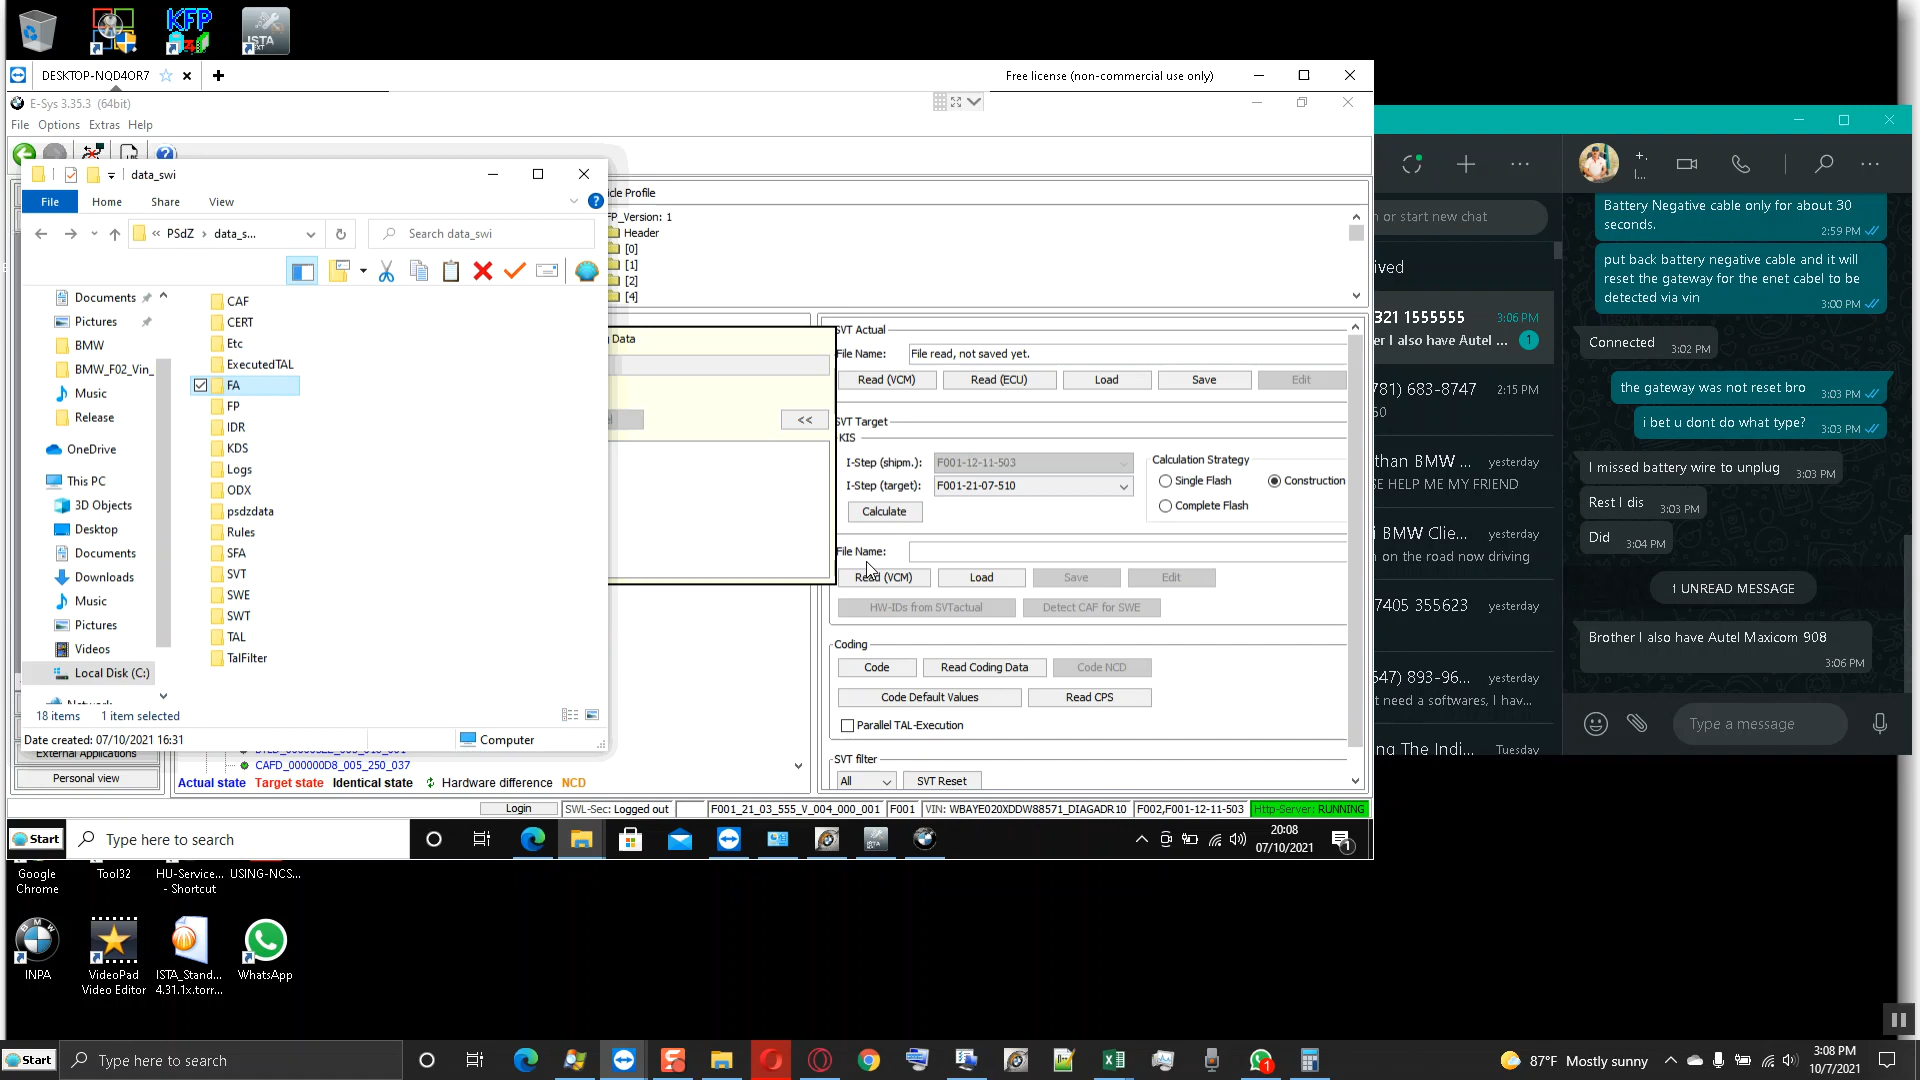 KFP
ISTA
DESKTOP-NQD4OR7
Free license (non-commercial use only)
E-Sys 3.35.3 (64bit)
File Options Extras Help
data_swi
File Home Share View
PSdZ > data_s...
Search data_swi
Documents
Pictures
BMW
BMW_F02_Vin_
Music
Release
OneDrive
This PC
3D Objects
Desktop
Documents
Downloads
Music
Pictures
Videos
Local Disk (C:)
CAF
CERT
Etc
ExecutedTAL
FA
FP
IDR
KDS
Logs
ODX
psdzdata
Rules
SFA
SVT
SWE
SWT
TAL
TalFilter
18 items 1 item selected
Date created: 07/10/2021 16:31
Computer
icle Profile
FP_Version: 1
Header
[0]
[1]
[2]
[4]
Data
<<
SVT Actual
File Name: File read, not saved yet.
Read (VCM) Read (ECU) Load Save Edit
SVT Target
KIS
I-Step (shipm.): F001-12-11-503
I-Step (target): F001-21-07-510
Calculate
Calculation Strategy
Single Flash Construction
Complete Flash
File Name:
Read (VCM) Load Save Edit
HW-IDs from SVTactual Detect CAF for SWE
Coding
Code Read Coding Data Code NCD
Code Default Values Read CPS
Parallel TAL-Execution
SVT filter
All SVT Reset
External Applications
Personal view
CAFD_000000D8_005_250_037
Actual state Target state Identical state Hardware difference NCD
Login SWL-Sec: Logged out F001_21_03_555_V_004_000_001 F001 VIN: WBAYE020XDDW88571_DIAGADR10 F002,F001-12-11-503 Http-Server: RUNNING
Start Type here to search
20:08
07/10/2021
1
n or start new chat
ived
321 1555555 3:06 PM
er I also have Autel ... 1
781) 683-8747 2:15 PM
50
than BMW ... yesterday
SE HELP ME MY FRIEND
i BMW Clie... yesterday
n on the road now driving
7405 355623 yesterday
547) 893-96... yesterday
t need a softwares, I hav...
ng The Indi... Tuesday
Battery Negative cable only for about 30
seconds.
2:59 PM
put back battery negative cable and it will
reset the gateway for the enet cabel to be
detected via vin
3:00 PM
Connected 3:02 PM
the gateway was not reset bro 3:03 PM
i bet u dont do what type? 3:03 PM
I missed battery wire to unplug 3:03 PM
Rest I dis 3:03 PM
Did 3:04 PM
1 UNREAD MESSAGE
Brother I also have Autel Maxicom 908
3:06 PM
Type a message
Google
Chrome
Tool32
HU-Service...
- Shortcut
USING-NCS...
INPA
VideoPad
Video Editor
ISTA_Stand...
4.31.1x.torr...
WhatsApp
Start Type here to search
1
87°F Mostly sunny
3:08 PM
10/7/2021